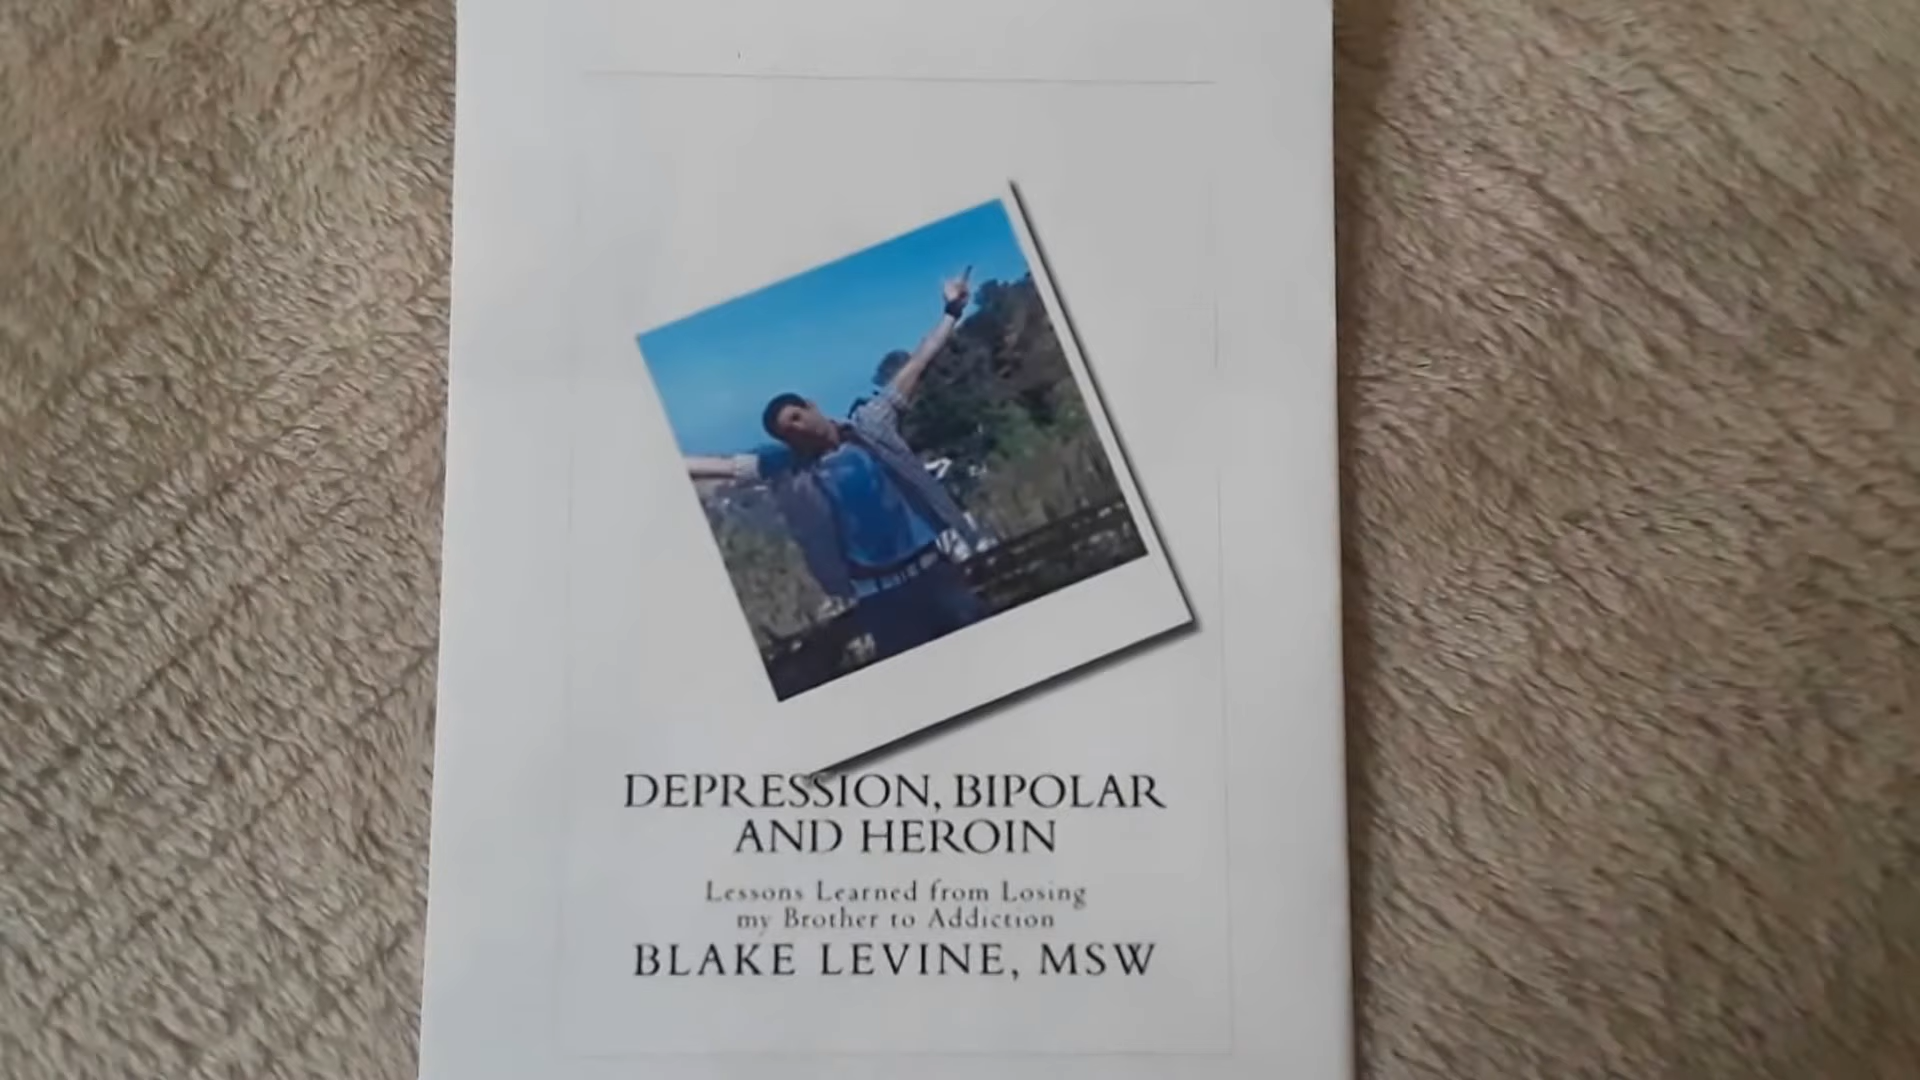 DEPRESSION, BIPOLAR
AND HEROIN
Lessons Learned from Losing
my Brother to Addiction
BLAKE LEVINE, MSW